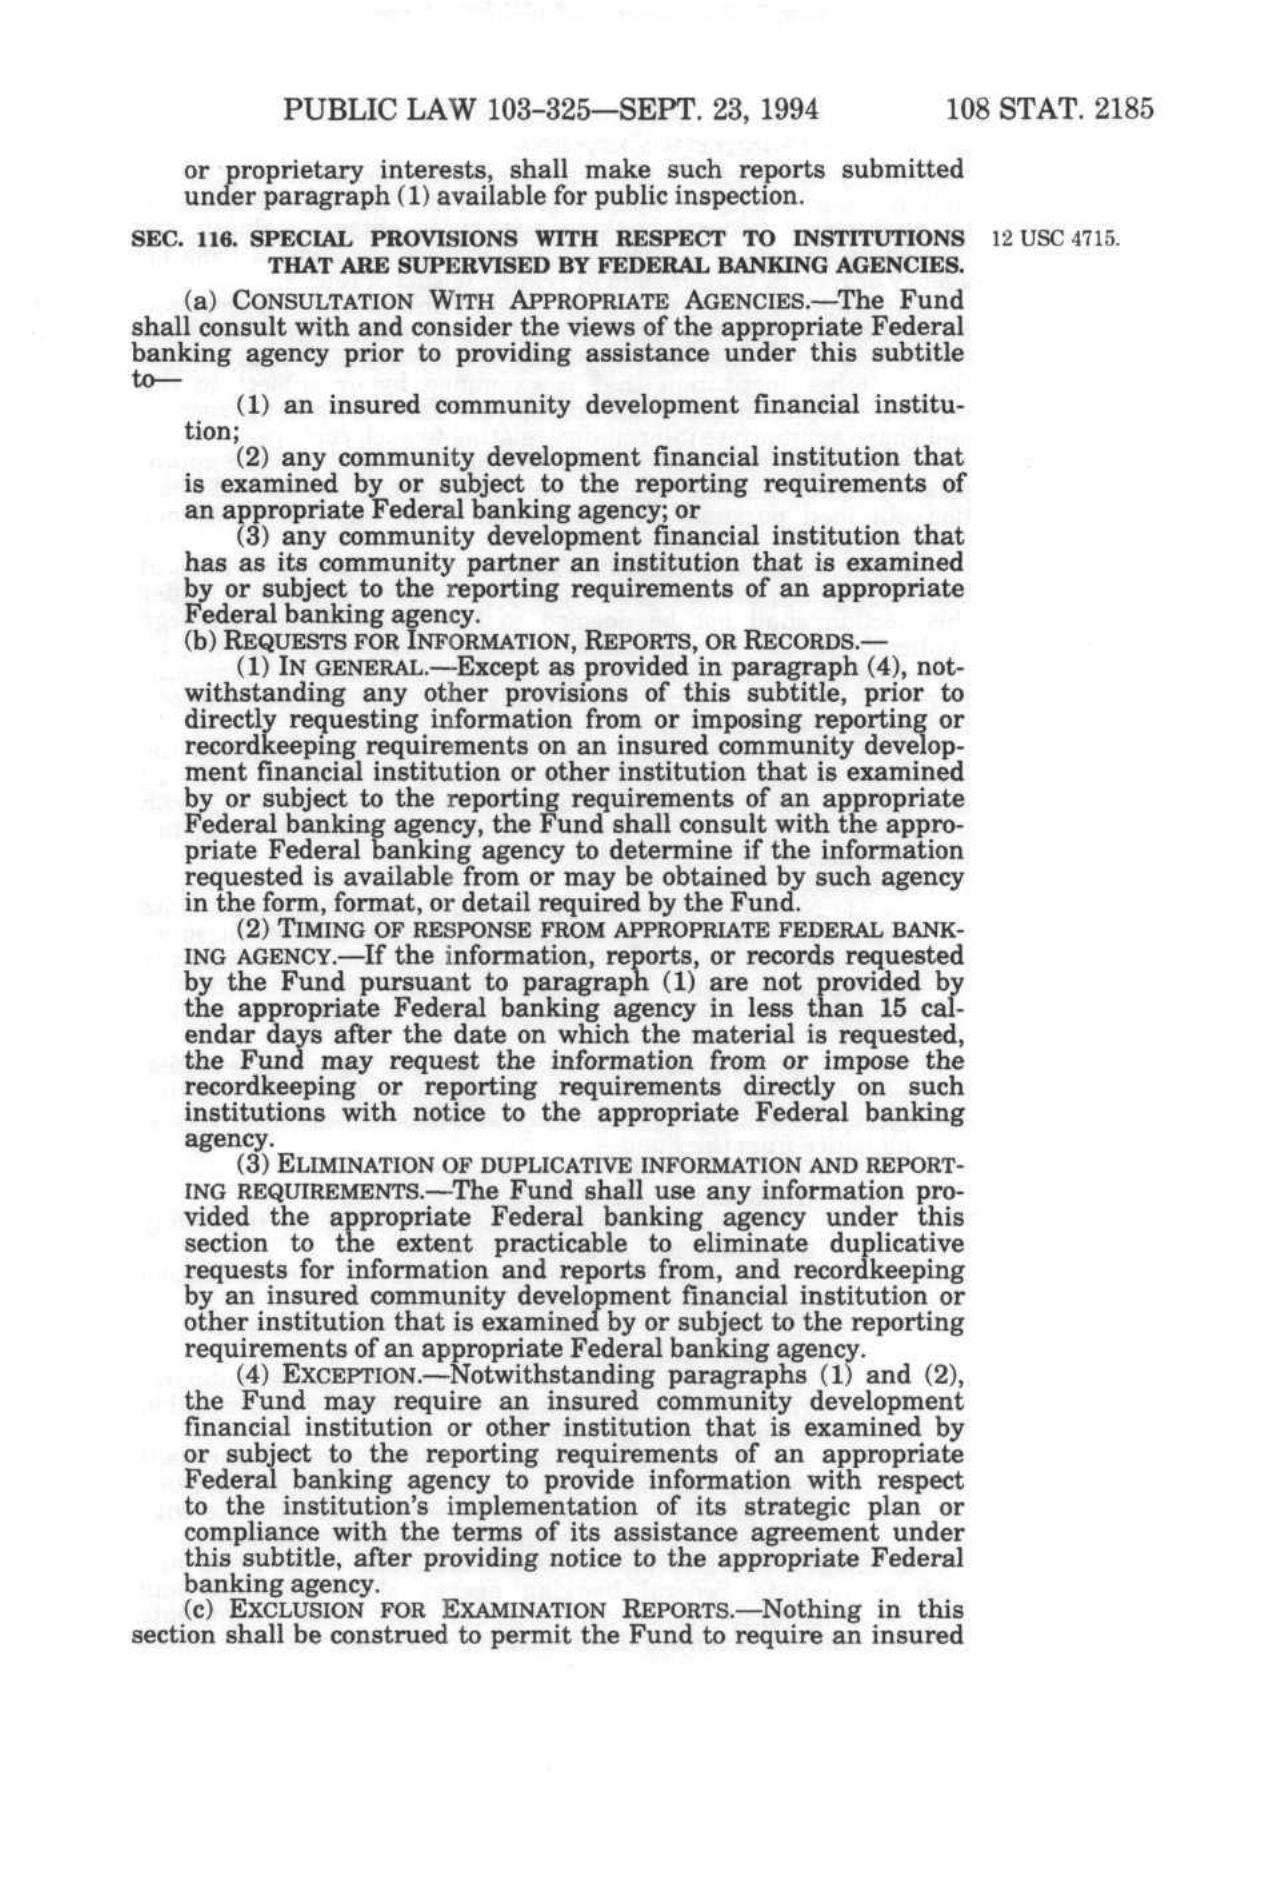 PUBLIC LAW 103–325—SEPT. 23, 1994 108 STAT. 2185
or proprietary interests, shall make such reports submitted
under paragraph (1) available for public inspection.
SEC. 116. SPECIAL PROVISIONS WITH RESPECT TO INSTITUTIONS 12 USC 4715.
THAT ARE SUPERVISED BY FEDERAL BANKING AGENCIES.
(a) CONSULTATION WITH APPROPRIATE AGENCIES.—The Fund
shall consult with and consider the views of the appropriate Federal
banking agency prior to providing assistance under this subtitle
to—
(1) an insured community development financial institu-
tion;
(2) any community development financial institution that
is examined by or subject to the reporting requirements of
an appropriate Federal banking agency; or
(3) any community development financial institution that
has as its community partner an institution that is examined
by or subject to the reporting requirements of an appropriate
Federal banking agency.
(b) REQUESTS FOR INFORMATION, REPORTS, OR RECORDS.—
(1) IN GENERAL.—Except as provided in paragraph (4), not-
withstanding any other provisions of this subtitle, prior to
directly requesting information from or imposing reporting or
recordkeeping requirements on an insured community develop-
ment financial institution or other institution that is examined
by or subject to the reporting requirements of an appropriate
Federal banking agency, the Fund shall consult with the appro-
priate Federal banking agency to determine if the information
requested is available from or may be obtained by such agency
in the form, format, or detail required by the Fund.
(2) TIMING OF RESPONSE FROM APPROPRIATE FEDERAL BANK-
ING AGENCY.—If the information, reports, or records requested
by the Fund pursuant to paragraph (1) are not provided by
the appropriate Federal banking agency in less than 15 cal-
endar days after the date on which the material is requested,
the Fund may request the information from or impose the
recordkeeping or reporting requirements directly on such
institutions with notice to the appropriate Federal banking
agency.
(3) ELIMINATION OF DUPLICATIVE INFORMATION AND REPORT-
ING REQUIREMENTS.—The Fund shall use any information pro-
vided the appropriate Federal banking agency under this
section to the extent practicable to eliminate duplicative
requests for information and reports from, and recordkeeping
by an insured community development financial institution or
other institution that is examined by or subject to the reporting
requirements of an appropriate Federal banking agency.
(4) EXCEPTION.—Notwithstanding paragraphs (1) and (2),
the Fund may require an insured community development
financial institution or other institution that is examined by
or subject to the reporting requirements of an appropriate
Federal banking agency to provide information with respect
to the institution's implementation of its strategic plan or
compliance with the terms of its assistance agreement under
this subtitle, after providing notice to the appropriate Federal
banking agency.
(c) EXCLUSION FOR EXAMINATION REPORTS.—Nothing in this
section shall be construed to permit the Fund to require an insured